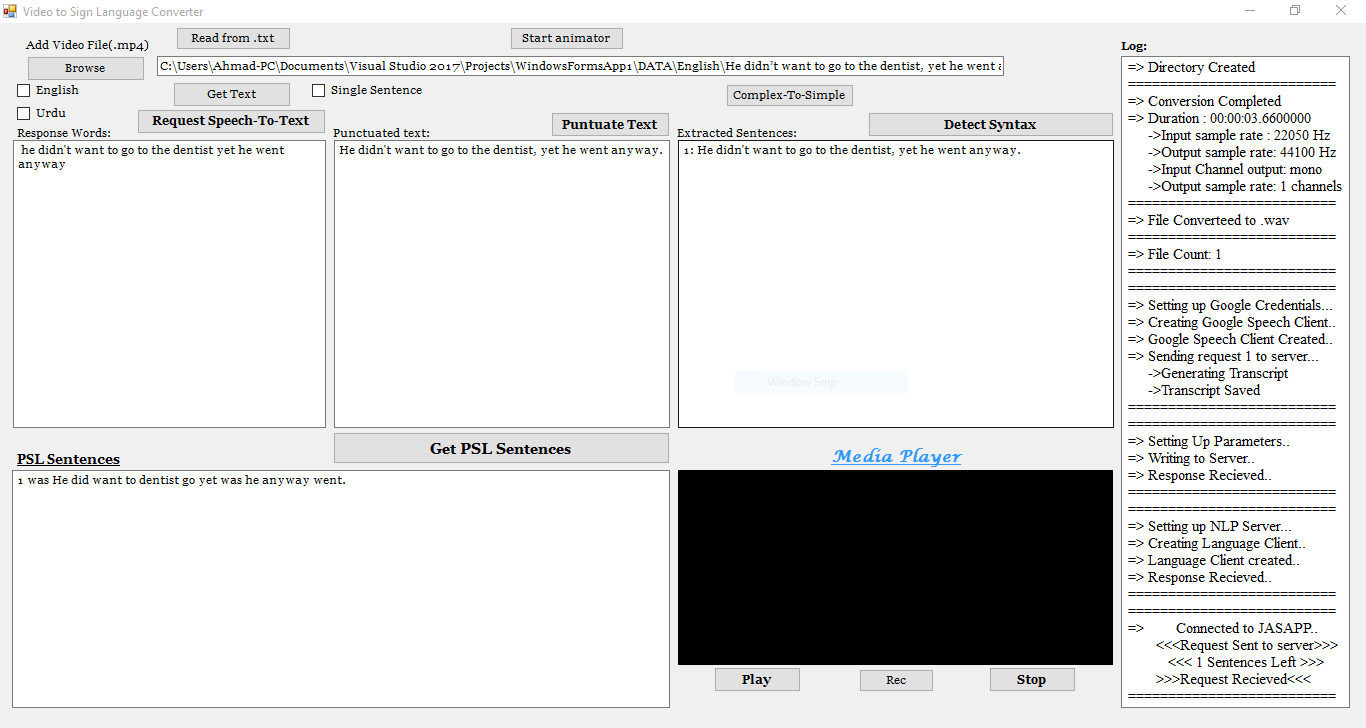 Video to Sign Language Converter
Add Video File(.mp4)
Read from .txt
Start animator
Browse
C:\Users\Ahmad-PC\Documents\Visual Studio 2017\Projects\WindowsFormsApp1\DATA\English\He didn't want to go to the dentist, yet he went a
English
Get Text
Single Sentence
Complex-To-Simple
Urdu
Request Speech-To-Text
Puntuate Text
Detect Syntax
Response Words:
Punctuated text:
Extracted Sentences:
he didn't want to go to the dentist yet he went
anyway
He didn't want to go to the dentist, yet he went anyway.
1: He didn't want to go to the dentist, yet he went anyway.
Window Snip
Get PSL Sentences
PSL Sentences
1 was He did want to dentist go yet was he anyway went.
Media Player
Play
Rec
Stop
Log:
=> Directory Created
==========================
=> Conversion Completed
=> Duration : 00:00:03.6600000
->Input sample rate : 22050 Hz
->Output sample rate: 44100 Hz
->Input Channel output: mono
->Output sample rate: 1 channels
==========================
=> File Converteed to .wav
==========================
=> File Count: 1
==========================
==========================
=> Setting up Google Credentials...
=> Creating Google Speech Client..
=> Google Speech Client Created..
=> Sending request 1 to server...
->Generating Transcript
->Transcript Saved
==========================
==========================
=> Setting Up Parameters..
=> Writing to Server..
=> Response Recieved..
==========================
==========================
=> Setting up NLP Server...
=> Creating Language Client..
=> Language Client created..
=> Response Recieved..
==========================
==========================
=> Connected to JASAPP..
<<<Request Sent to server>>>
<<< 1 Sentences Left >>>
>>>Request Recieved<<<
==========================